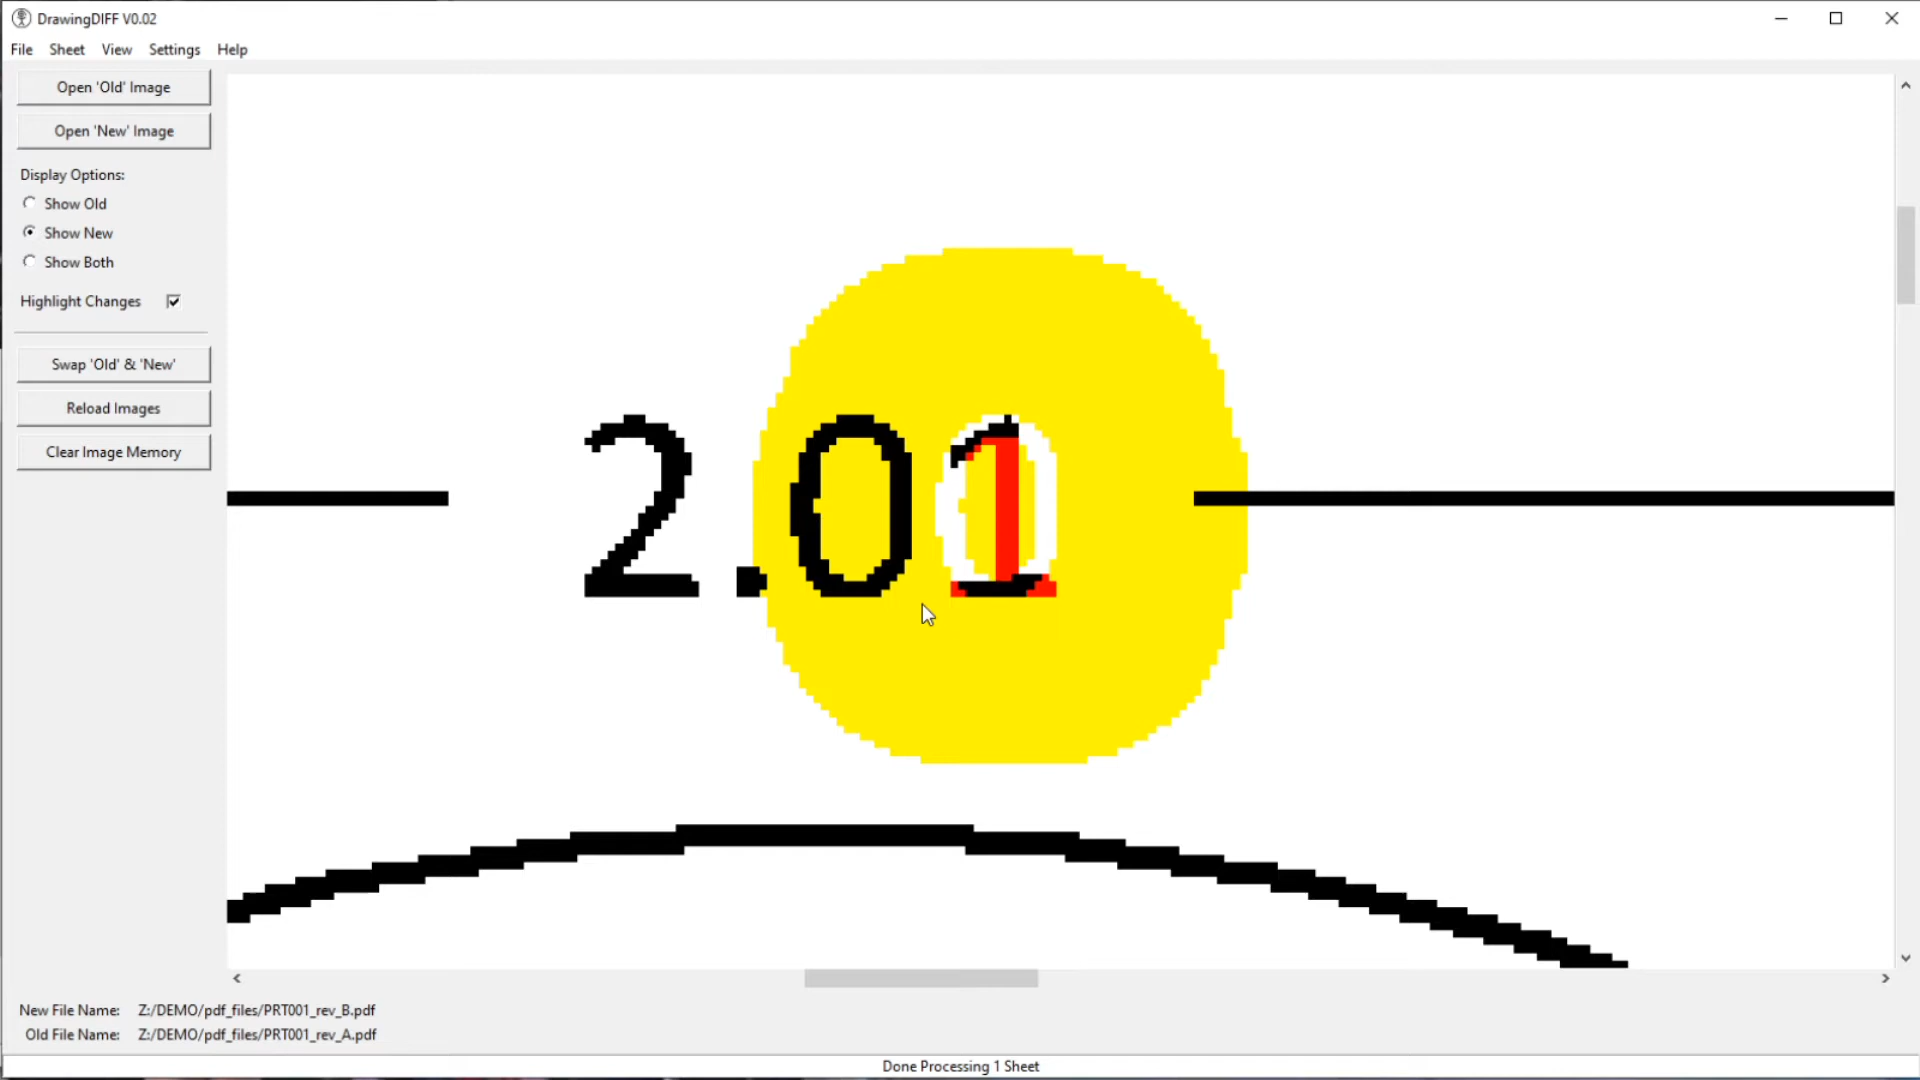 DrawingDIFF V0.02
File Sheet View Settings Help
Open 'Old' Image
Open 'New' Image
Display Options:
Show Old
Show New
Show Both
Highlight Changes
Swap 'Old' & 'New'
Reload Images
Clear Image Memory
2.01
New File Name: Z:/DEMO/pdf_files/PRT001_rev_B.pdf
Old File Name: Z:/DEMO/pdf_files/PRT001_rev_A.pdf
Done Processing 1 Sheet